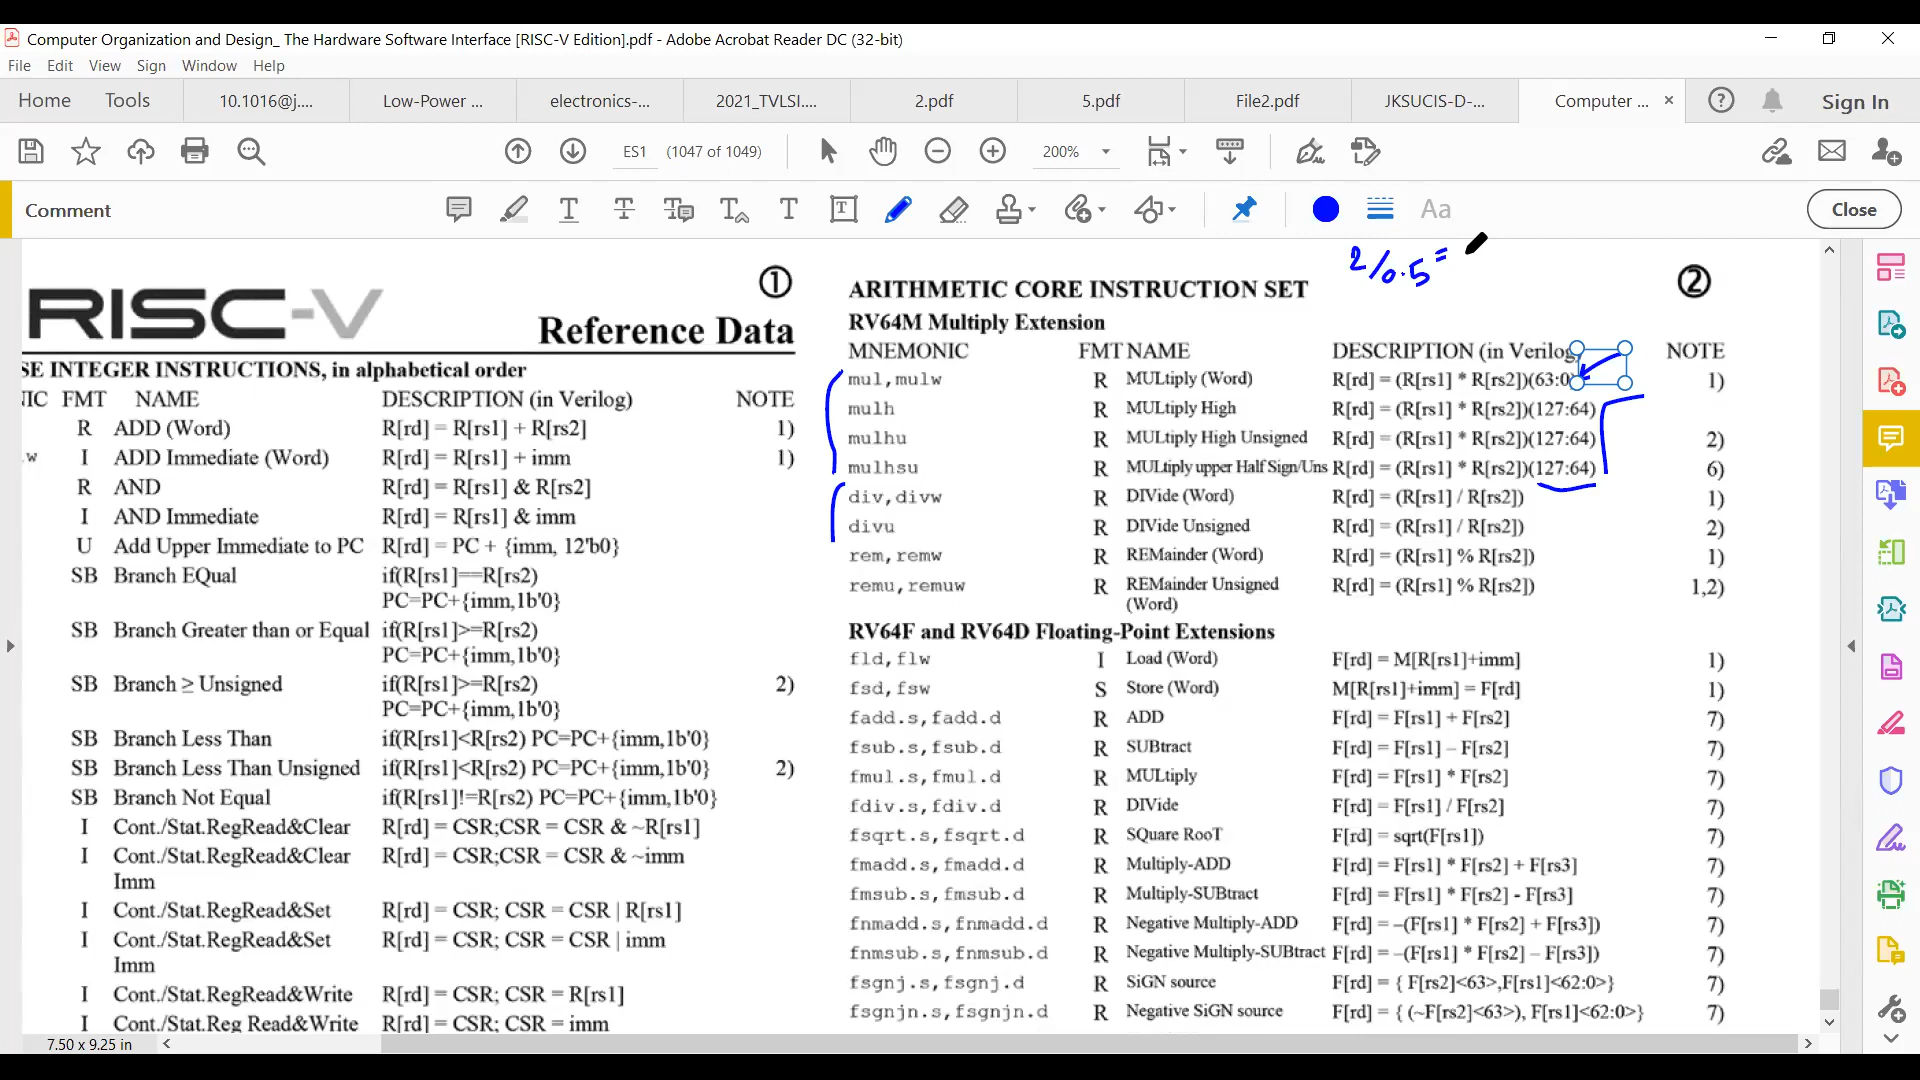 Computer Organization and Design_ The Hardware Software Interface [RISC-V Edition].pdf - Adobe Acrobat Reader DC (32-bit)
File Edit View Sign Window Help
Home Tools 10.1016@j.... Low-Power ... electronics-... 2021_TVLSI.... 2.pdf 5.pdf File2.pdf JKSUCIS-D-... Computer ... × Sign In
ES1 (1047 of 1049) 200%
Comment Aa Close
2/0.5=
RISC-V ① Reference Data
SE INTEGER INSTRUCTIONS, in alphabetical order
IC FMT NAME DESCRIPTION (in Verilog) NOTE
R ADD (Word) R[rd] = R[rs1] + R[rs2] 1)
w I ADD Immediate (Word) R[rd] = R[rs1] + imm 1)
R AND R[rd] = R[rs1] & R[rs2]
I AND Immediate R[rd] = R[rs1] & imm
U Add Upper Immediate to PC R[rd] = PC + {imm, 12'b0}
SB Branch EQual if(R[rs1]==R[rs2)
PC=PC+{imm,1b'0}
SB Branch Greater than or Equal if(R[rs1]>=R[rs2)
PC=PC+{imm,1b'0}
SB Branch ≥ Unsigned if(R[rs1]>=R[rs2) 2)
PC=PC+{imm,1b'0}
SB Branch Less Than if(R[rs1]<R[rs2) PC=PC+{imm,1b'0}
SB Branch Less Than Unsigned if(R[rs1]<R[rs2) PC=PC+{imm,1b'0} 2)
SB Branch Not Equal if(R[rs1]!=R[rs2) PC=PC+{imm,1b'0}
I Cont./Stat.RegRead&Clear R[rd] = CSR;CSR = CSR & ~R[rs1]
I Cont./Stat.RegRead&Clear R[rd] = CSR;CSR = CSR & ~imm
Imm
I Cont./Stat.RegRead&Set R[rd] = CSR; CSR = CSR | R[rs1]
I Cont./Stat.RegRead&Set R[rd] = CSR; CSR = CSR | imm
Imm
I Cont./Stat.RegRead&Write R[rd] = CSR; CSR = R[rs1]
I Cont./Stat.Reg Read&Write R[rd] = CSR; CSR = imm
ARITHMETIC CORE INSTRUCTION SET ②
RV64M Multiply Extension
MNEMONIC FMT NAME DESCRIPTION (in Verilog) NOTE
mul,mulw R MULtiply (Word) R[rd] = (R[rs1] * R[rs2])(63:0) 1)
mulh R MULtiply High R[rd] = (R[rs1] * R[rs2])(127:64)
mulhu R MULtiply High Unsigned R[rd] = (R[rs1] * R[rs2])(127:64) 2)
mulhsu R MULtiply upper Half Sign/Uns R[rd] = (R[rs1] * R[rs2])(127:64) 6)
div,divw R DIVide (Word) R[rd] = (R[rs1] / R[rs2]) 1)
divu R DIVide Unsigned R[rd] = (R[rs1] / R[rs2]) 2)
rem,remw R REMainder (Word) R[rd] = (R[rs1] % R[rs2]) 1)
remu,remuw R REMainder Unsigned R[rd] = (R[rs1] % R[rs2]) 1,2)
(Word)
RV64F and RV64D Floating-Point Extensions
fld,flw I Load (Word) F[rd] = M[R[rs1]+imm] 1)
fsd,fsw S Store (Word) M[R[rs1]+imm] = F[rd] 1)
fadd.s,fadd.d R ADD F[rd] = F[rs1] + F[rs2] 7)
fsub.s,fsub.d R SUBtract F[rd] = F[rs1] – F[rs2] 7)
fmul.s,fmul.d R MULtiply F[rd] = F[rs1] * F[rs2] 7)
fdiv.s,fdiv.d R DIVide F[rd] = F[rs1] / F[rs2] 7)
fsqrt.s,fsqrt.d R SQuare RooT F[rd] = sqrt(F[rs1]) 7)
fmadd.s,fmadd.d R Multiply-ADD F[rd] = F[rs1] * F[rs2] + F[rs3] 7)
fmsub.s,fmsub.d R Multiply-SUBtract F[rd] = F[rs1] * F[rs2] - F[rs3] 7)
fnmadd.s,fnmadd.d R Negative Multiply-ADD F[rd] = –(F[rs1] * F[rs2] + F[rs3]) 7)
fnmsub.s,fnmsub.d R Negative Multiply-SUBtract F[rd] = –(F[rs1] * F[rs2] – F[rs3]) 7)
fsgnj.s,fsgnj.d R SiGN source F[rd] = { F[rs2]<63>,F[rs1]<62:0>} 7)
fsgnjn.s,fsgnjn.d R Negative SiGN source F[rd] = { (~F[rs2]<63>), F[rs1]<62:0>} 7)
7.50 x 9.25 in